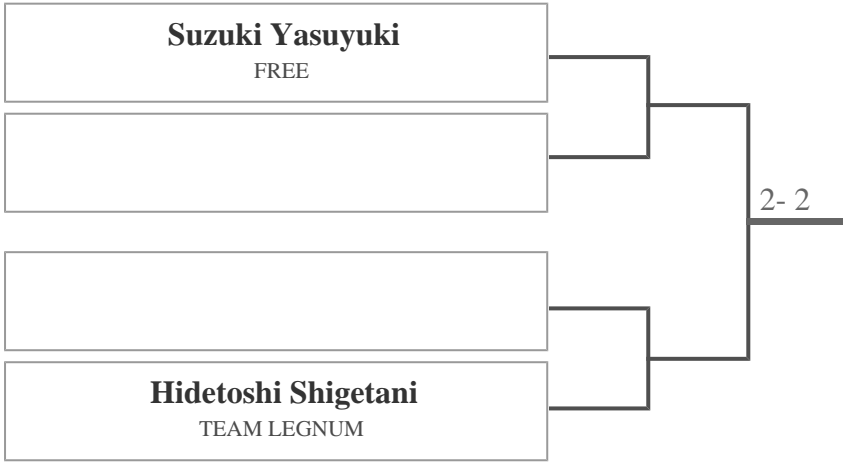 Suzuki Yasuyuki
FREE
2- 2
Hidetoshi Shigetani
TEAM LEGNUM